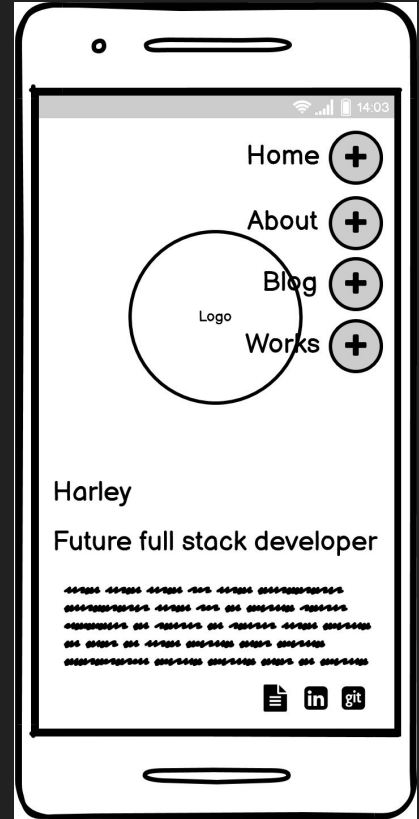 14:03
Home
About
Blog
Logo
Works
Harley
Future full stack developer
in git